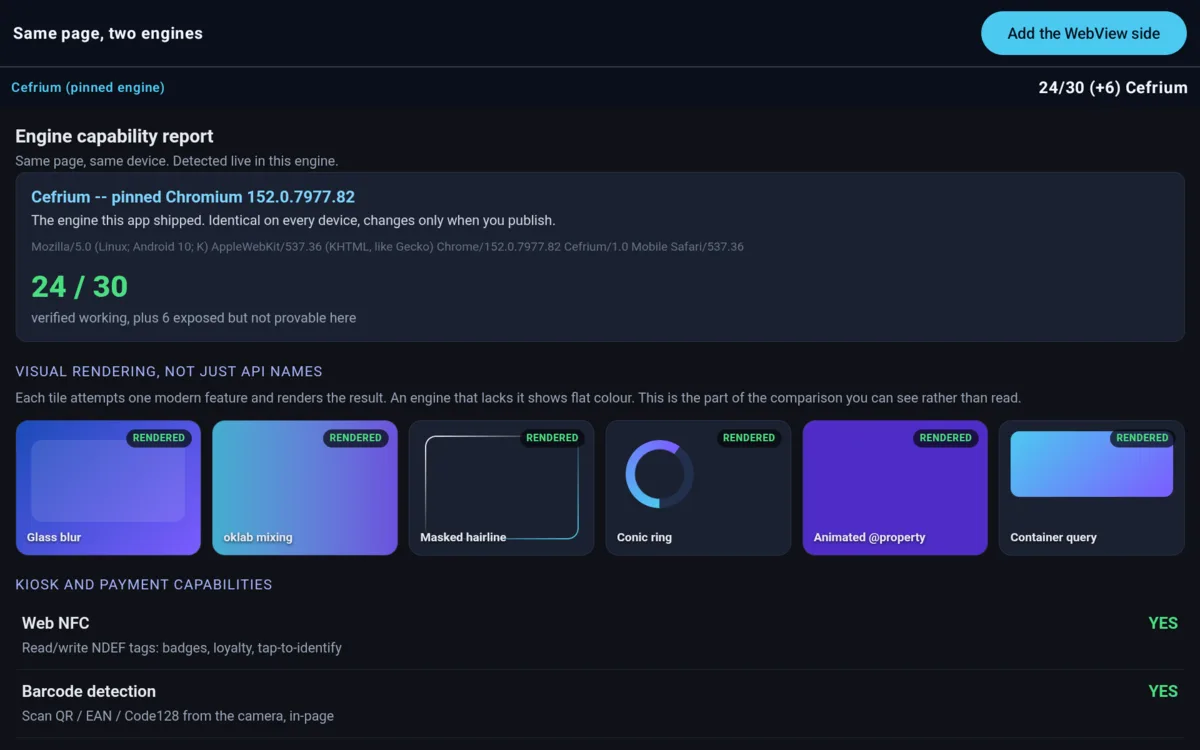 Same page, two engines
Add the WebView side
Cefrium (pinned engine)
24/30 (+6) Cefrium
Engine capability report
Same page, same device. Detected live in this engine.
Cefrium -- pinned Chromium 152.0.7977.82
The engine this app shipped. Identical on every device, changes only when you publish.
Mozilla/5.0 (Linux; Android 10; K) AppleWebKit/537.36 (KHTML, like Gecko) Chrome/152.0.7977.82 Cefrium/1.0 Mobile Safari/537.36
24 / 30
verified working, plus 6 exposed but not provable here
VISUAL RENDERING, NOT JUST API NAMES
Each tile attempts one modern feature and renders the result. An engine that lacks it shows flat colour. This is the part of the comparison you can see rather than read.
RENDERED
Glass blur
RENDERED
oklab mixing
RENDERED
Masked hairline
RENDERED
Conic ring
RENDERED
Animated @property
RENDERED
Container query
KIOSK AND PAYMENT CAPABILITIES
Web NFC
YES
Read/write NDEF tags: badges, loyalty, tap-to-identify
Barcode detection
YES
Scan QR / EAN / Code128 from the camera, in-page